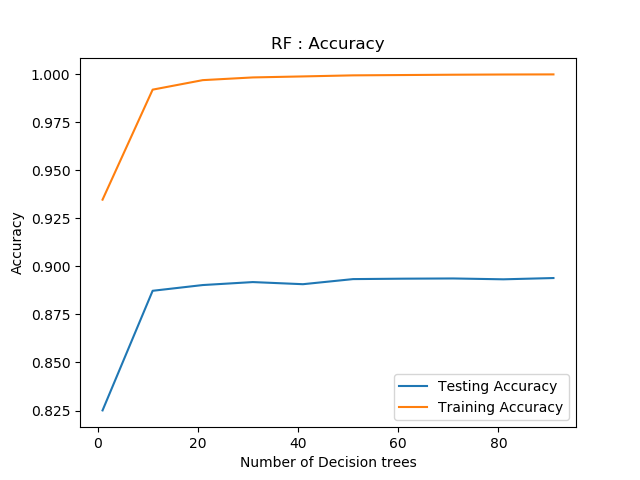 RF : Accuracy
1.000
0.975
0.950
0.925
0.900
0.875
0.850
0.825
Accuracy
Testing Accuracy
Training Accuracy
0 20 40 60 80
Number of Decision trees